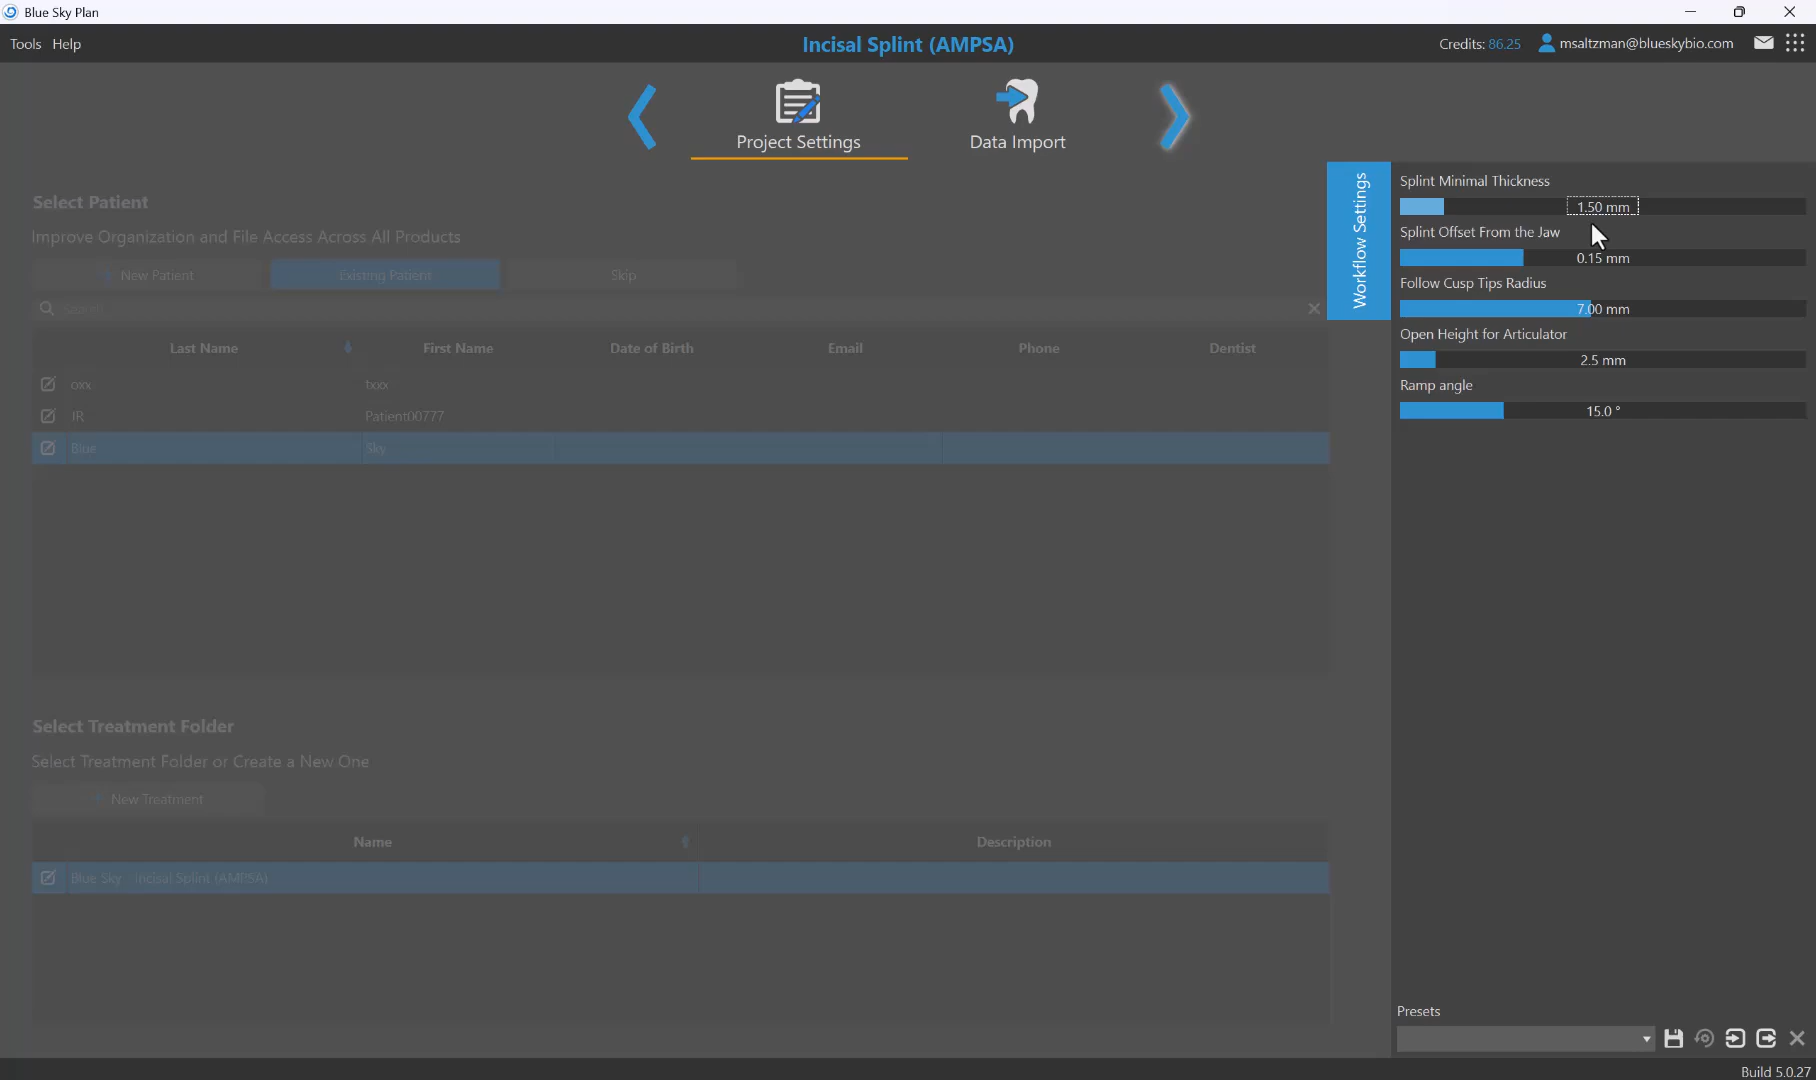 Blue Sky Plan
Tools Help
Incisal Splint (AMPSA)
Credits: 86.25 msaltzman@blueskybio.com
Project Settings
Data Import
Select Patient
Improve Organization and File Access Across All Products
New Patient Existing Patient Skip
Search
Last Name First Name Date of Birth Email Phone Dentist
oxx
JR Patient00777
Blue Sky
Select Treatment Folder
Select Treatment Folder or Create a New One
New Treatment
Name Description
Blue Sky Incisal Splint (AMPSA)
Workflow Settings
Splint Minimal Thickness
1.50 mm
Splint Offset From the Jaw
0.15 mm
Follow Cusp Tips Radius
7.00 mm
Open Height for Articulator
2.5 mm
Ramp angle
15.0 °
Presets
Build 5.0.27